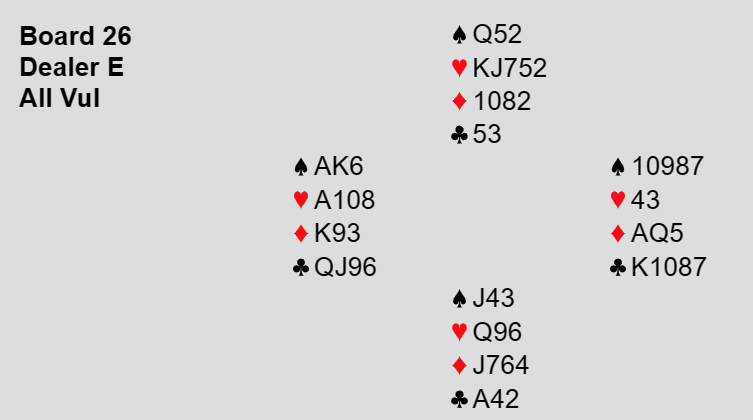 Board 26
Dealer E
All Vul
♠ Q52
♥ KJ752
♦ 1082
♣ 53
♠ AK6
♥ A108
♦ K93
♣ QJ96
♠ 10987
♥ 43
♦ AQ5
♣ K1087
♠ J43
♥ Q96
♦ J764
♣ A42